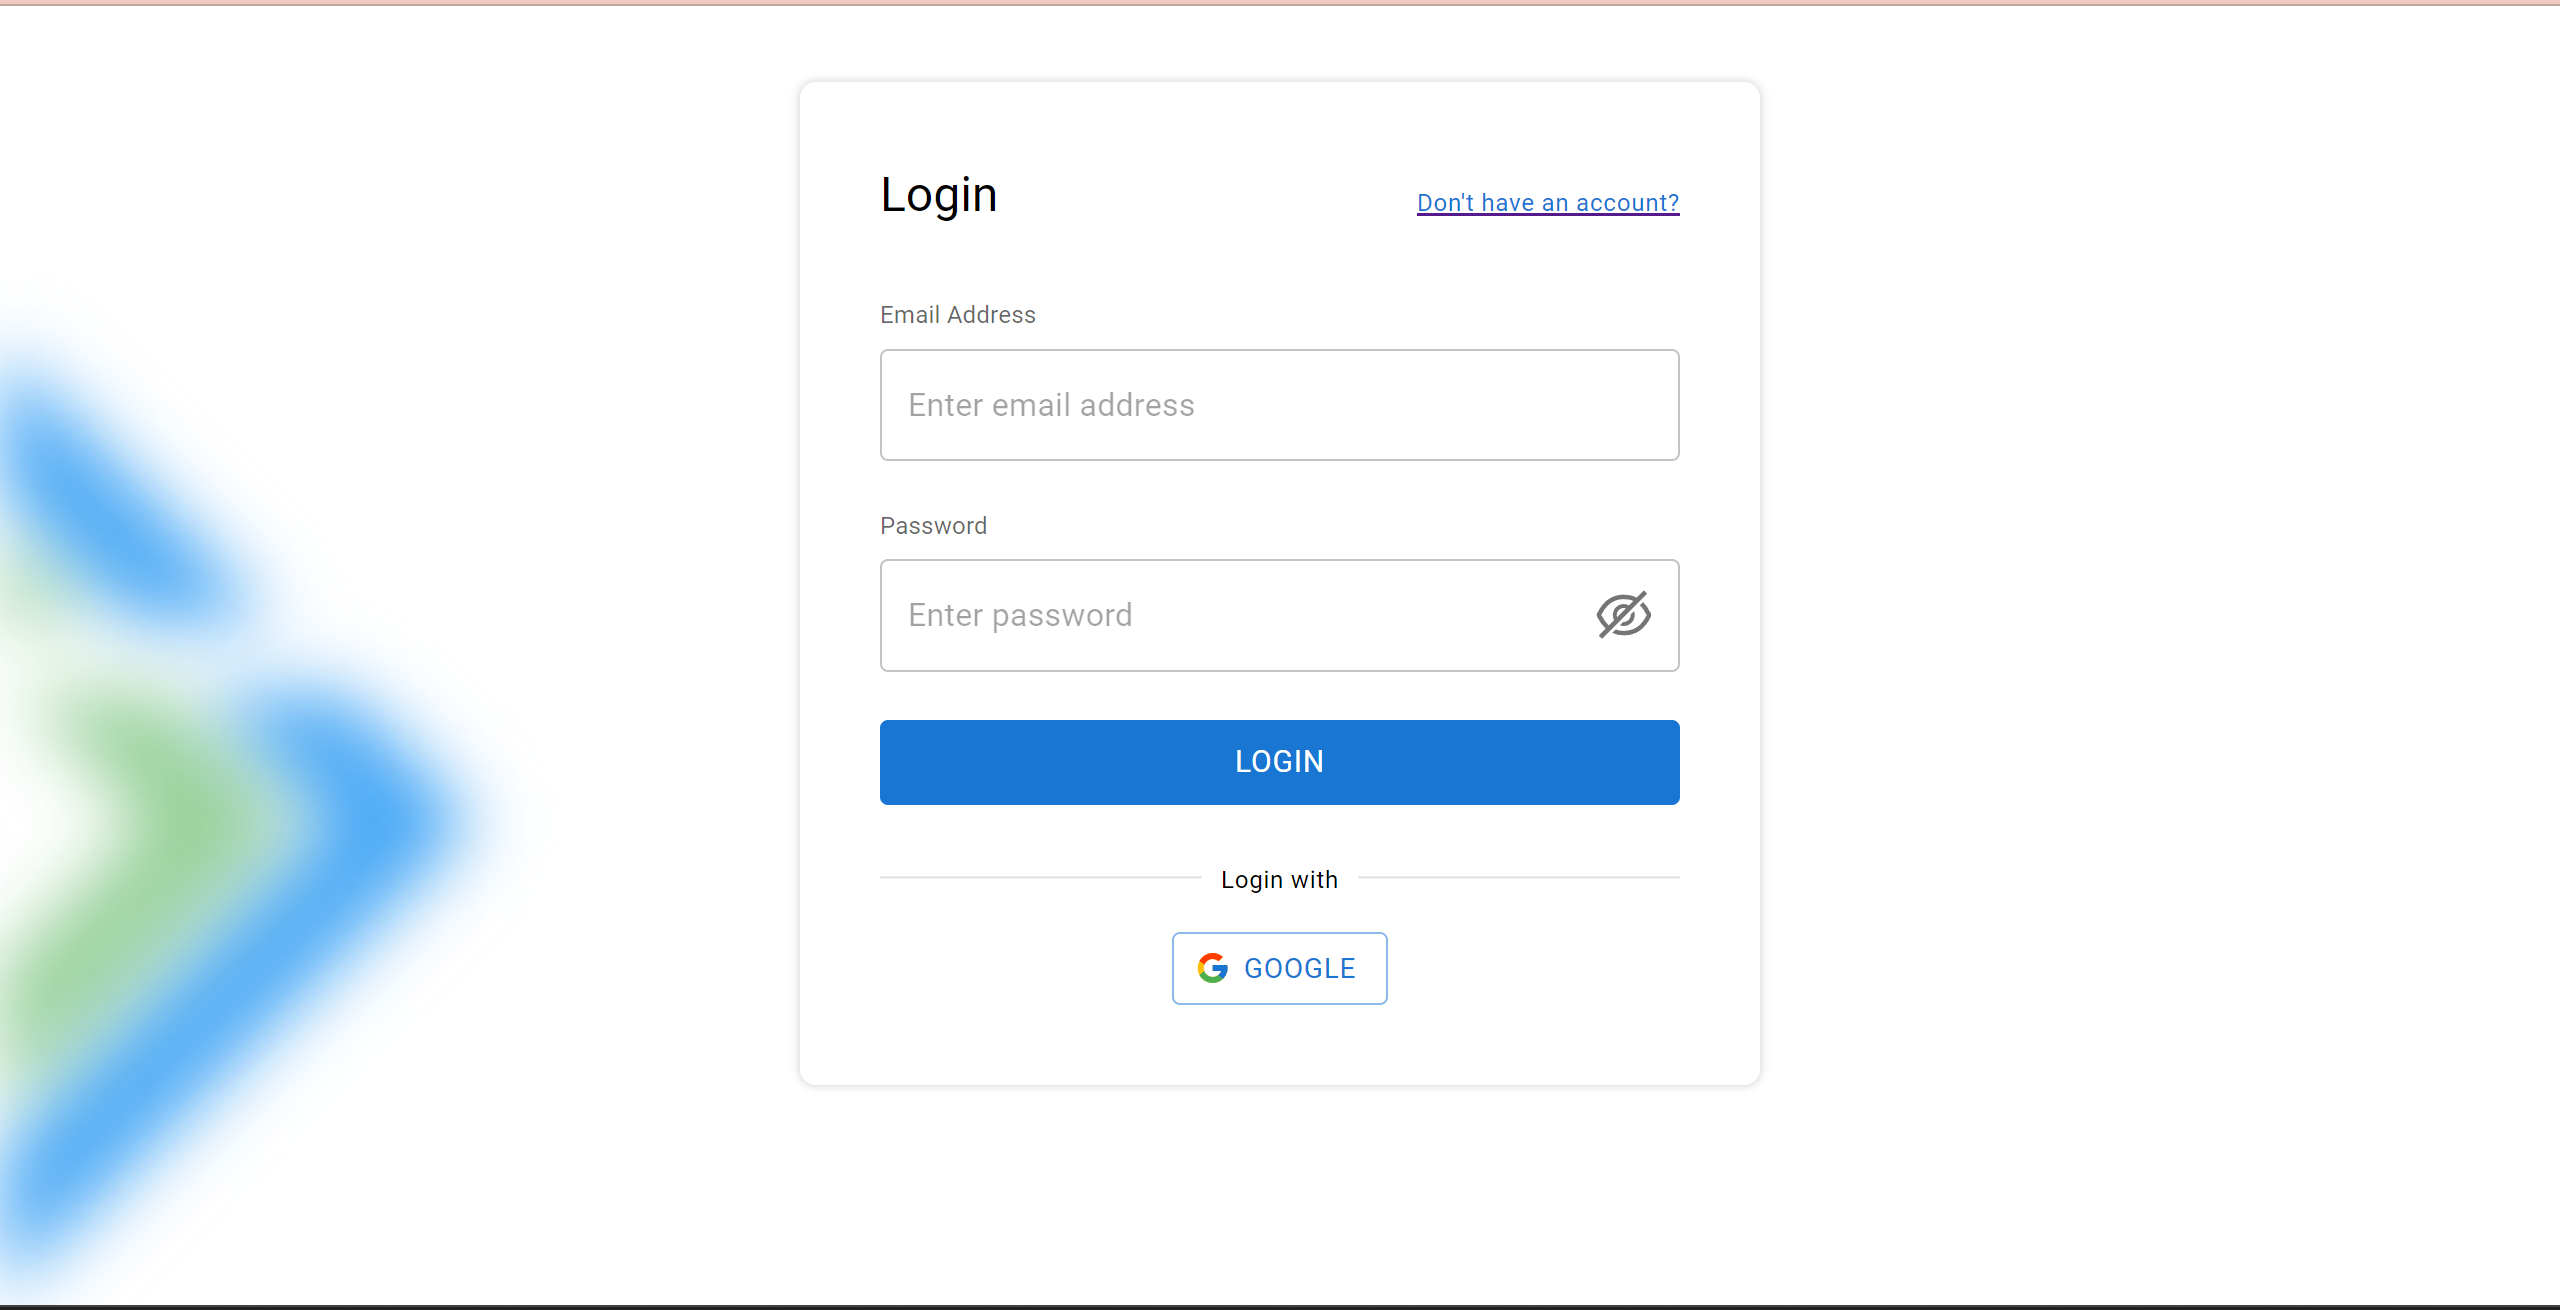 Login
Don't have an account?
Email Address
Enter email address
Password
Enter password
LOGIN
Login with
GOOGLE